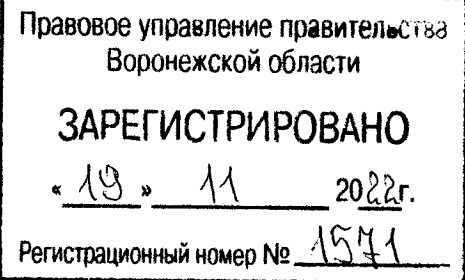 Правовое управление правительства
Воронежской области
ЗАРЕГИСТРИРОВАНО
« 19 » 11 2022г.
Регистрационный номер № 1571